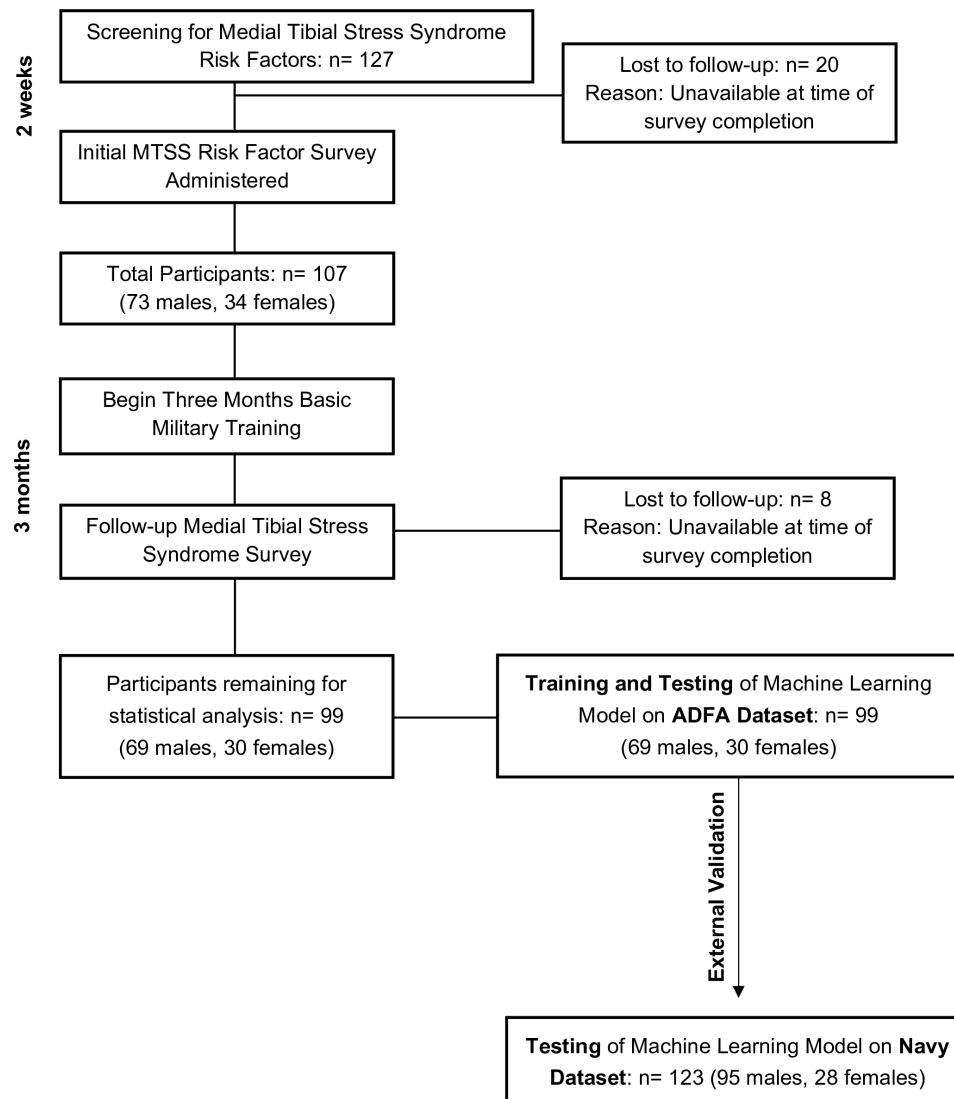 Screening for Medial Tibial Stress Syndrome
Risk Factors: n= 127
2 weeks
Lost to follow-up: n= 20
Reason: Unavailable at time of
survey completion
Initial MTSS Risk Factor Survey
Administered
Total Participants: n= 107
(73 males, 34 females)
Begin Three Months Basic
Military Training
3 months
Follow-up Medial Tibial Stress
Syndrome Survey
Lost to follow-up: n= 8
Reason: Unavailable at time of
survey completion
Participants remaining for
statistical analysis: n= 99
(69 males, 30 females)
Training and Testing of Machine Learning
Model on ADFA Dataset: n= 99
(69 males, 30 females)
External Validation
Testing of Machine Learning Model on Navy
Dataset: n= 123 (95 males, 28 females)